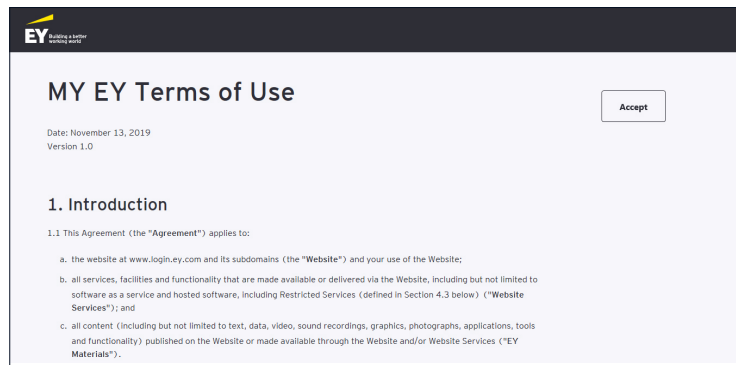 EY
Building a better
working world
MY EY Terms of Use
Accept
Date: November 13, 2019
Version 1.0
1. Introduction
1.1 This Agreement (the "Agreement") applies to:
a. the website at www.login.ey.com and its subdomains (the "Website") and your use of the Website;
b. all services, facilities and functionality that are made available or delivered via the Website, including but not limited to
software as a service and hosted software, including Restricted Services (defined in Section 4.3 below) ("Website
Services"); and
c. all content (including but not limited to text, data, video, sound recordings, graphics, photographs, applications, tools
and functionality) published on the Website or made available through the Website and/or Website Services ("EY
Materials").